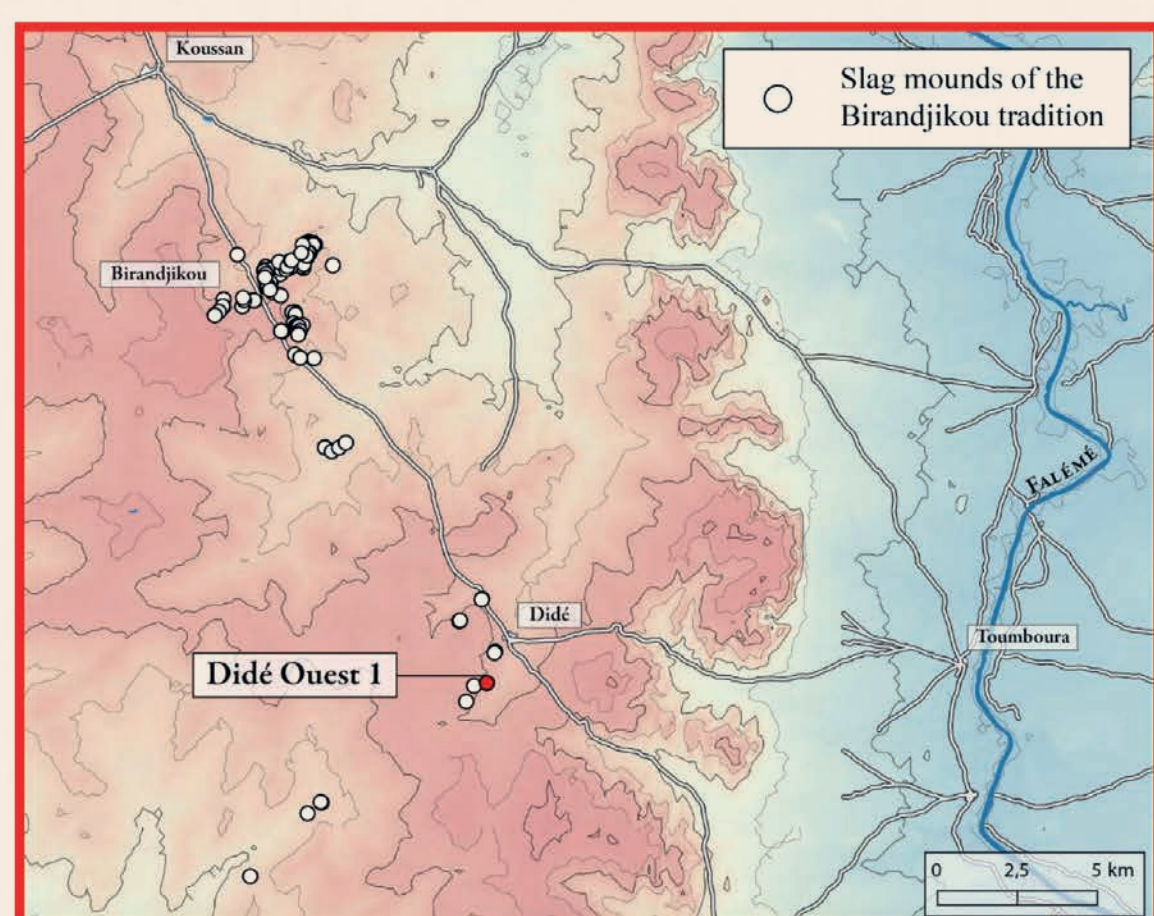 Koussan
Slag mounds of the
Birandjikou tradition
Birandjikou
FALÉMÉ
Didé
Toumboura
Didé Ouest 1
0 2,5 5 km